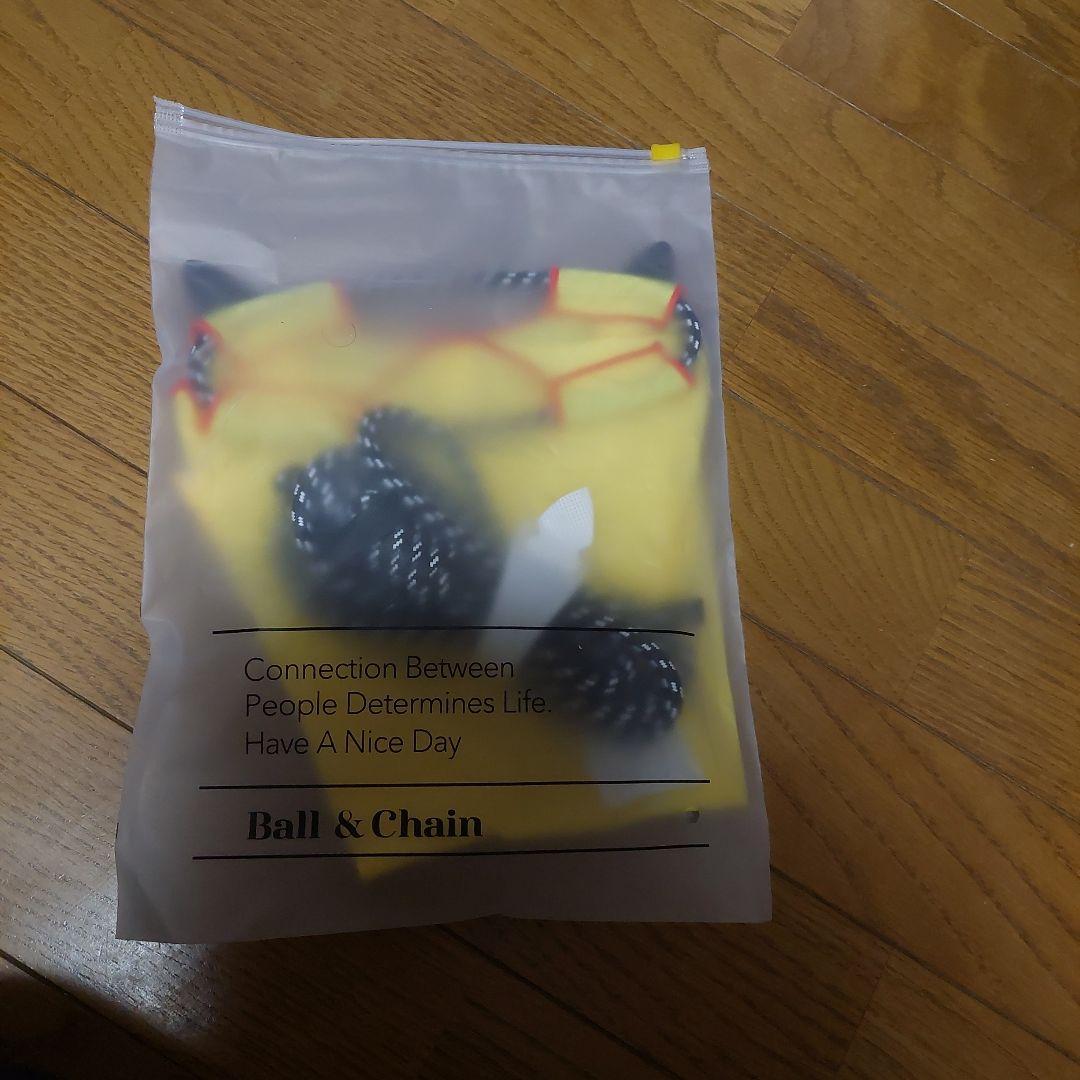 Connection Between
People Determines Life.
Have A Nice Day
Ball & Chain